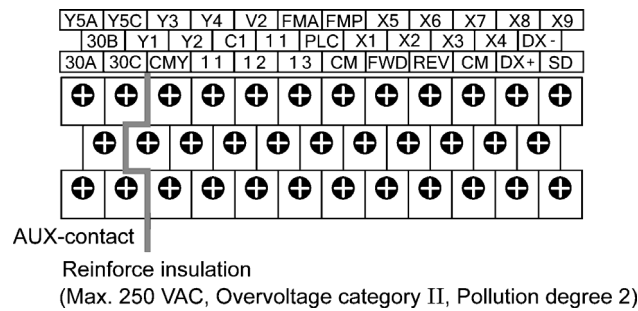 Y5A Y5C Y3 Y4 V2 FMA FMP X5 X6 X7 X8 X9
30B Y1 Y2 C1 11 PLC X1 X2 X3 X4 DX-
30A 30C CMY 11 12 13 CM FWD REV CM DX+ SD
AUX-contact
Reinforce insulation
(Max. 250 VAC, Overvoltage category II, Pollution degree 2)